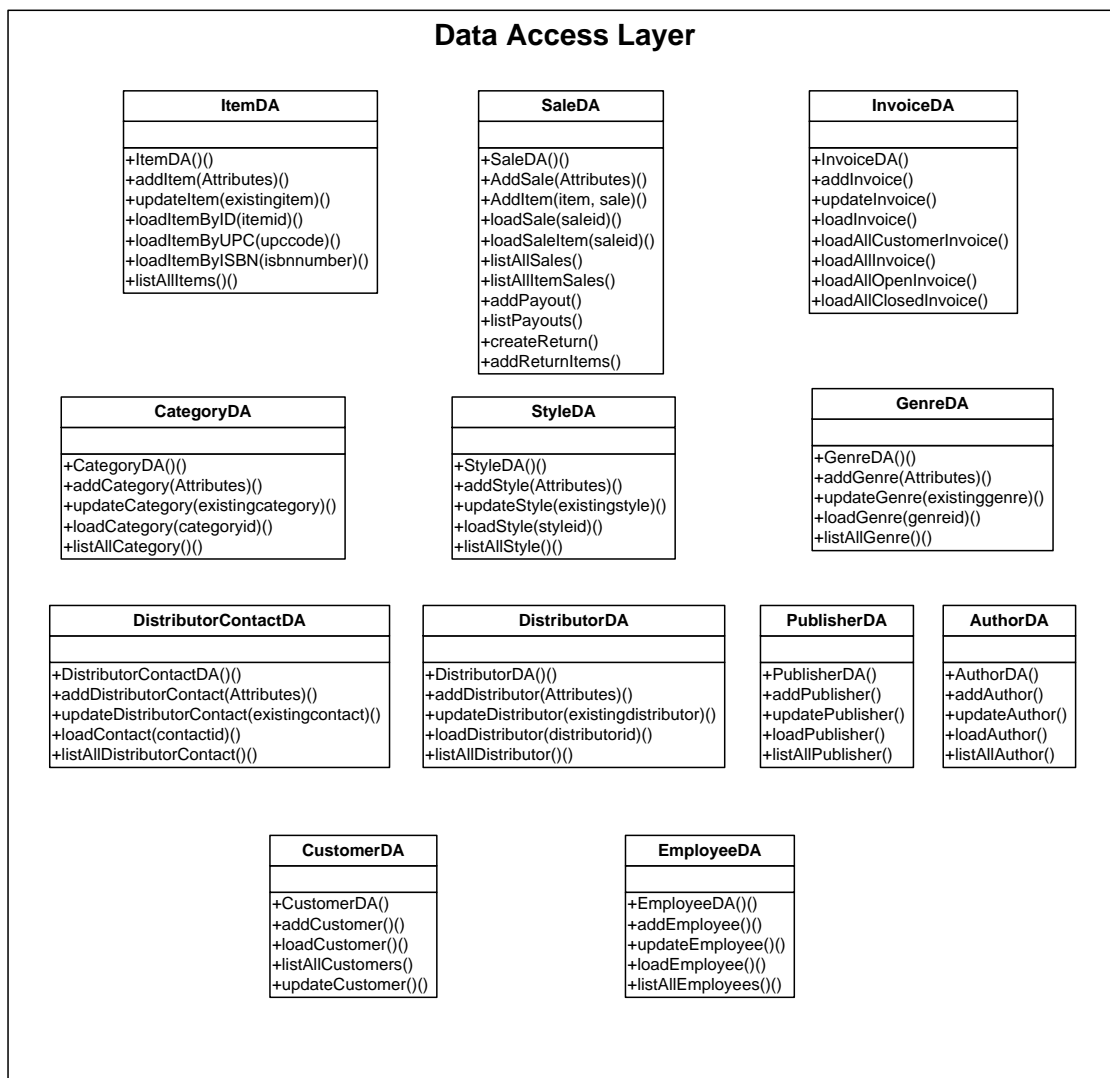 Data Access Layer
ItemDA
+ItemDA()()
+addItem(Attributes)()
+updateItem(existingitem)()
+loadItemByID(itemid)()
+loadItemByUPC(upccode)()
+loadItemByISBN(isbnnumber)()
+listAllItems()()
SaleDA
+SaleDA()()
+AddSale(Attributes)()
+AddItem(item, sale)()
+loadSale(saleid)()
+loadSaleItem(saleid)()
+listAllSales()
+listAllItemSales()
+addPayout()
+listPayouts()
+createReturn()
+addReturnItems()
InvoiceDA
+InvoiceDA()
+addInvoice()
+updateInvoice()
+loadInvoice()
+loadAllCustomerInvoice()
+loadAllInvoice()
+loadAllOpenInvoice()
+loadAllClosedInvoice()
CategoryDA
+CategoryDA()()
+addCategory(Attributes)()
+updateCategory(existingcategory)()
+loadCategory(categoryid)()
+listAllCategory()()
StyleDA
+StyleDA()()
+addStyle(Attributes)()
+updateStyle(existingstyle)()
+loadStyle(styleid)()
+listAllStyle()()
GenreDA
+GenreDA()()
+addGenre(Attributes)()
+updateGenre(existinggenre)()
+loadGenre(genreid)()
+listAllGenre()()
DistributorContactDA
+DistributorContactDA()()
+addDistributorContact(Attributes)()
+updateDistributorContact(existingcontact)()
+loadContact(contactid)()
+listAllDistributorContact()()
DistributorDA
+DistributorDA()()
+addDistributor(Attributes)()
+updateDistributor(existingdistributor)()
+loadDistributor(distributorid)()
+listAllDistributor()()
PublisherDA
+PublisherDA()
+addPublisher()
+updatePublisher()
+loadPublisher()
+listAllPublisher()
AuthorDA
+AuthorDA()
+addAuthor()
+updateAuthor()
+loadAuthor()
+listAllAuthor()
CustomerDA
+CustomerDA()
+addCustomer()()
+loadCustomer()()
+listAllCustomers()
+updateCustomer()()
EmployeeDA
+EmployeeDA()()
+addEmployee()()
+updateEmployee()()
+loadEmployee()()
+listAllEmployees()()